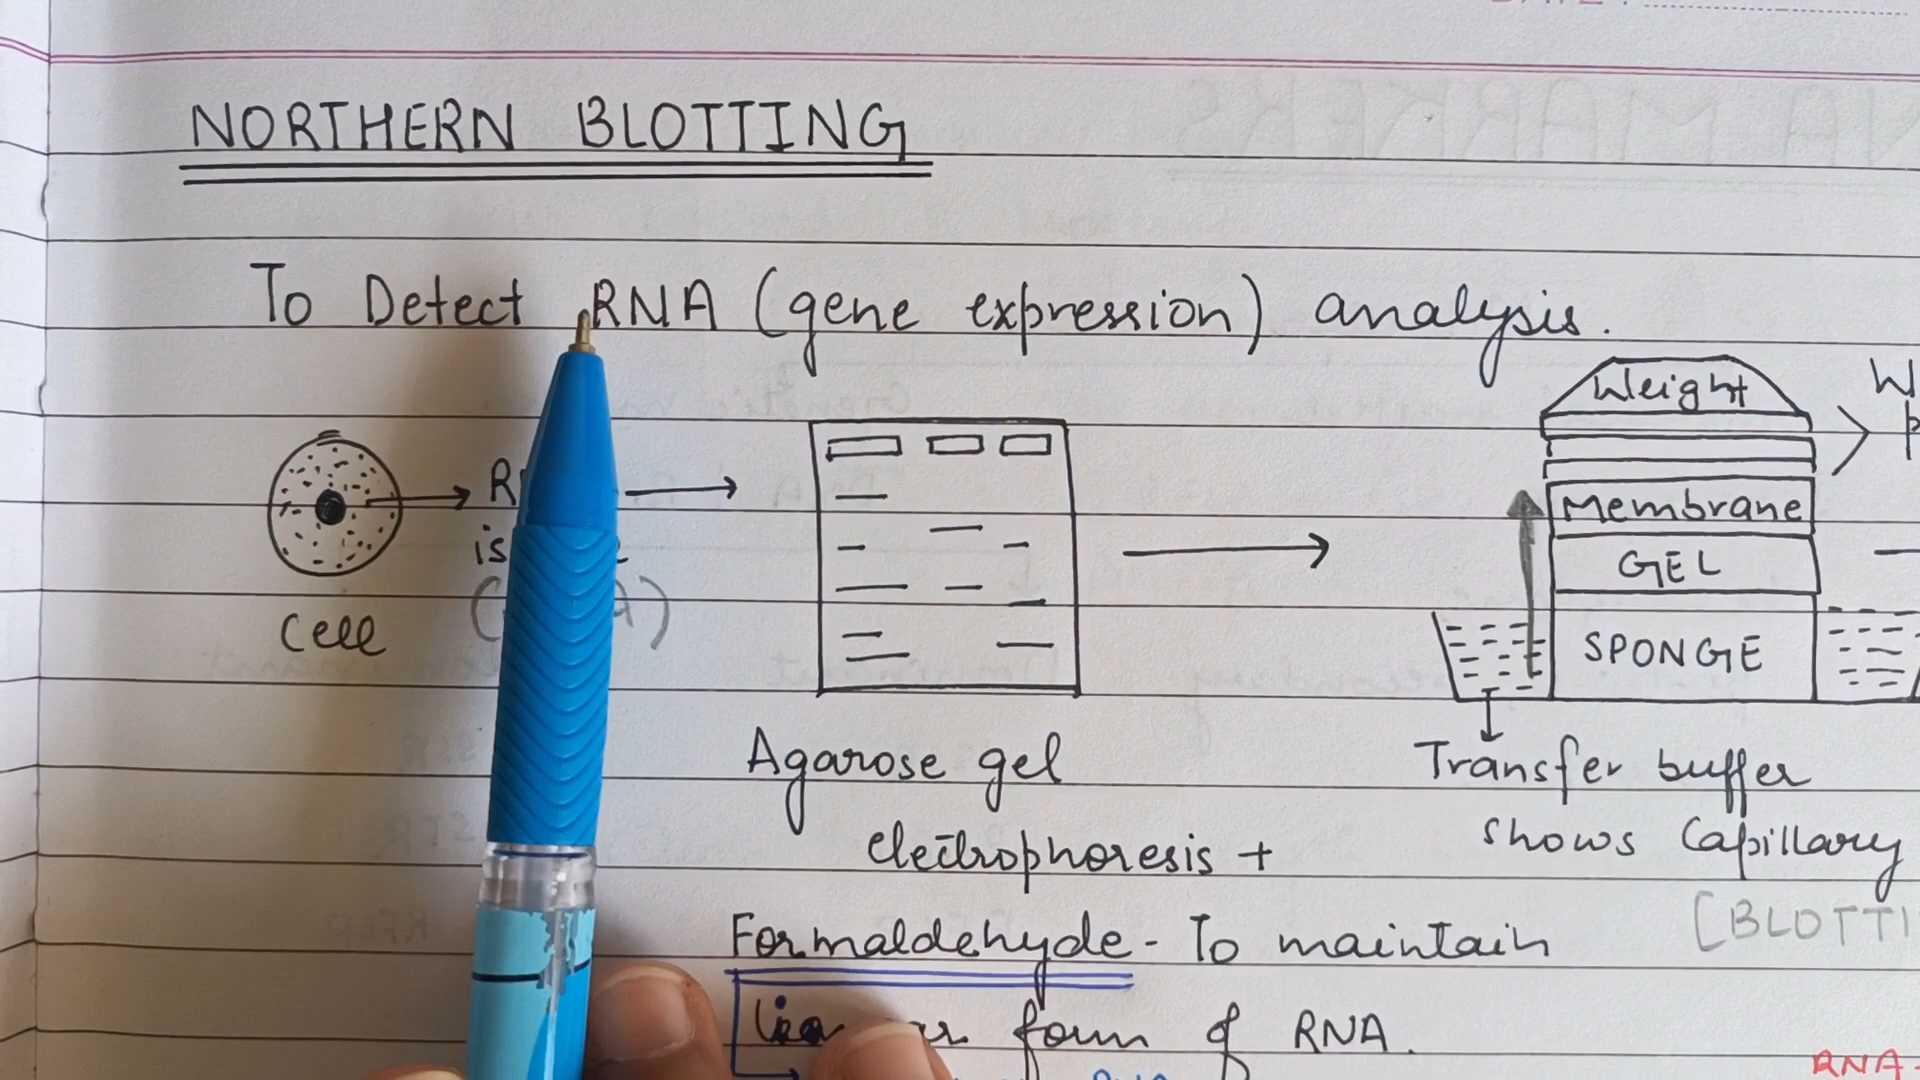 NORTHERN BLOTTING
To Detect RNA (gene expression) analysis.
Weight
Membrane
GEL
SPONGE
Cell
Agarose gel
electrophoresis +
Formaldehyde - To maintain
form of RNA.
Transfer buffer
shows Capillary
RNA